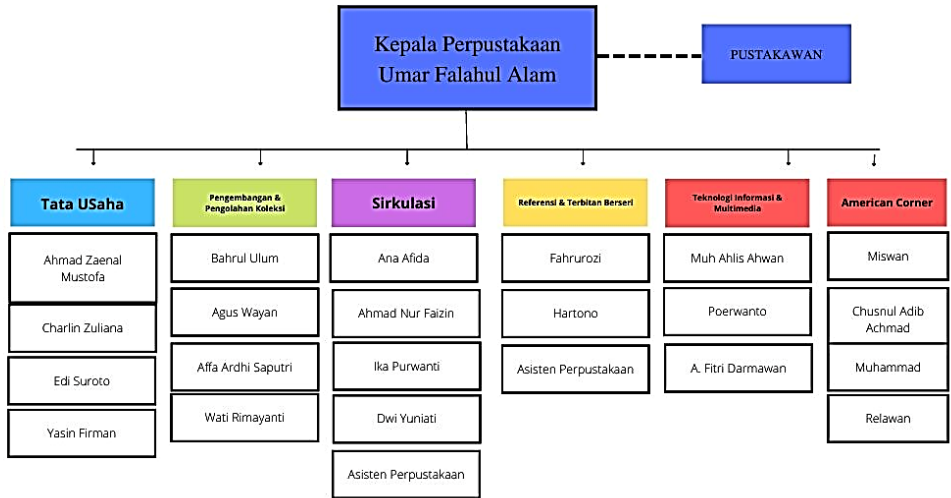 Kepala Perpustakaan
Umar Falahul Alam
PUSTAKAWAN
Tata USaha
Ahmad Zaenal
Mustofa
Charlin Zuliana
Edi Suroto
Yasin Firman
Pengembangan &
Pengolahan Koleksi
Bahrul Ulum
Agus Wayan
Affa Ardhi Saputri
Wati Rimayanti
Sirkulasi
Ana Afida
Ahmad Nur Faizin
Ika Purwanti
Dwi Yuniati
Asisten Perpustakaan
Referensi & Terbitan Berseri
Fahrurozi
Hartono
Asisten Perpustakaan
Teknologi Informasi &
Multimedia
Muh Ahlis Ahwan
Poerwanto
A. Fitri Darmawan
American Corner
Miswan
Chusnul Adib
Achmad
Muhammad
Relawan